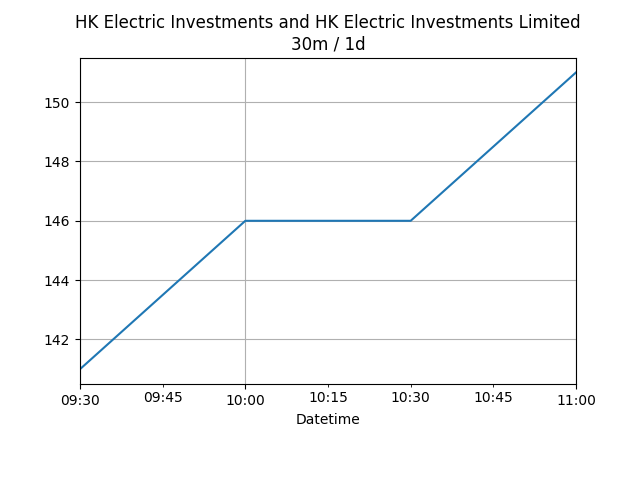 HK Electric Investments and HK Electric Investments Limited
30m / 1d
150
148
146
144
142
09:30 09:45 10:00 10:15 10:30 10:45 11:00
Datetime